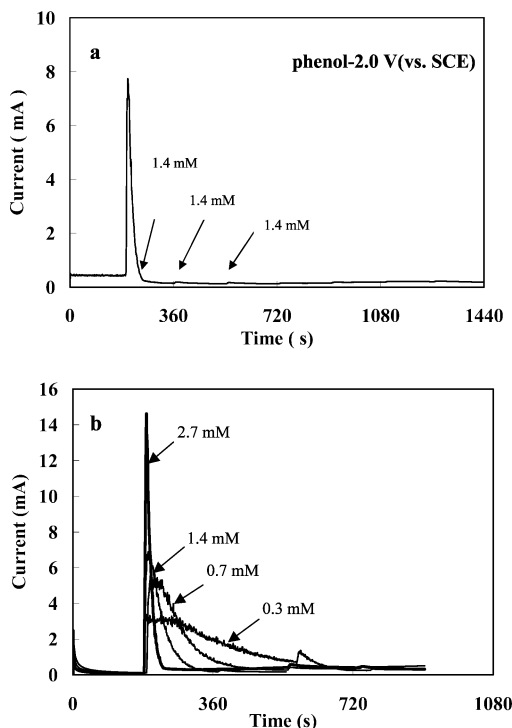 10
a
phenol-2.0 V(vs. SCE)
8
6
1.4 mM
4
1.4 mM
1.4 mM
2
0
Current ( mA )
0 360 720 1080 1440
Time ( s)
16
b
14
2.7 mM
12
10
8
1.4 mM
6
0.7 mM
4
0.3 mM
2
0
Current (mA)
0 360 720 1080
Time (s)